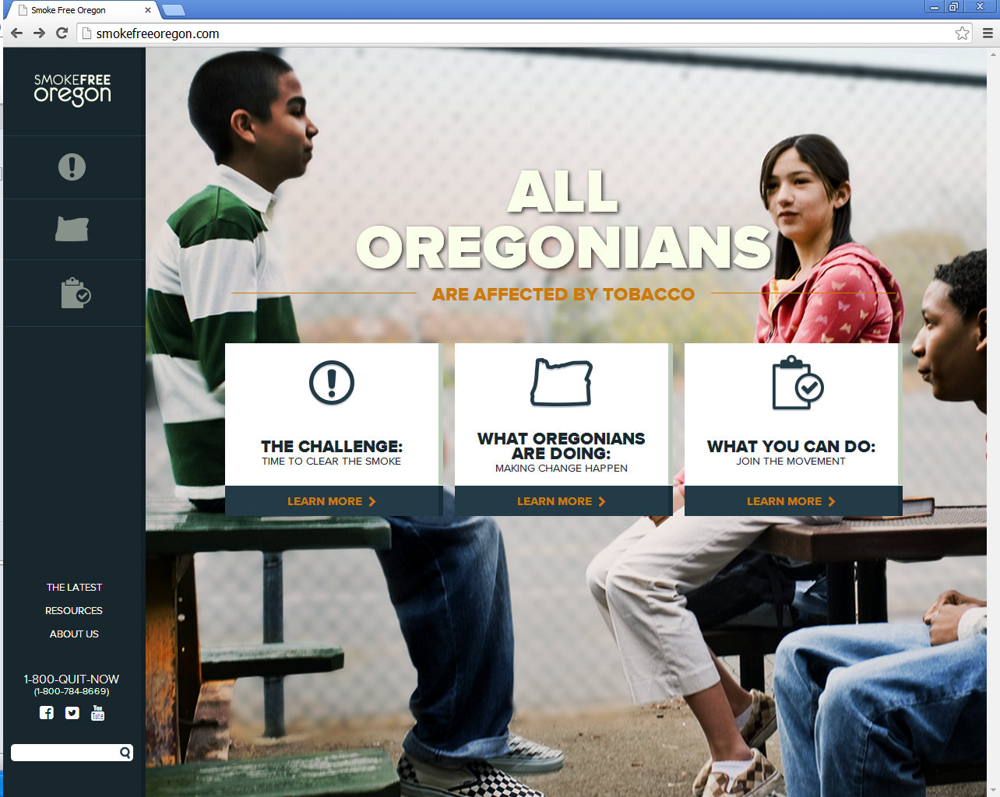 Smoke Free Oregon
smokefreeoregon.com
SMOKEFREE
oregon
ALL
OREGONIANS
ARE AFFECTED BY TOBACCO
THE CHALLENGE:
TIME TO CLEAR THE SMOKE
LEARN MORE
WHAT OREGONIANS
ARE DOING:
MAKING CHANGE HAPPEN
LEARN MORE
WHAT YOU CAN DO:
JOIN THE MOVEMENT
LEARN MORE
THE LATEST
RESOURCES
ABOUT US
1-800-QUIT-NOW
(1-800-784-8669)
You
Tube